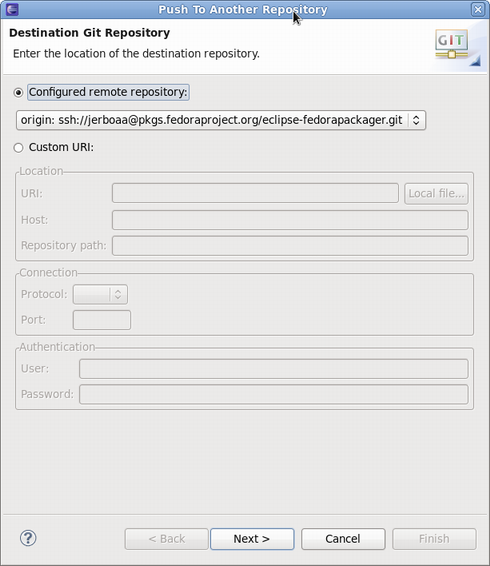 Push To Another Repository
Destination Git Repository
Enter the location of the destination repository.
GIT
Configured remote repository:
origin: ssh://jerboaa@pkgs.fedoraproject.org/eclipse-fedorapackager.git
Custom URI:
Location
URI:
Local file...
Host:
Repository path:
Connection
Protocol:
Port:
Authentication
User:
Password:
? < Back Next > Cancel Finish